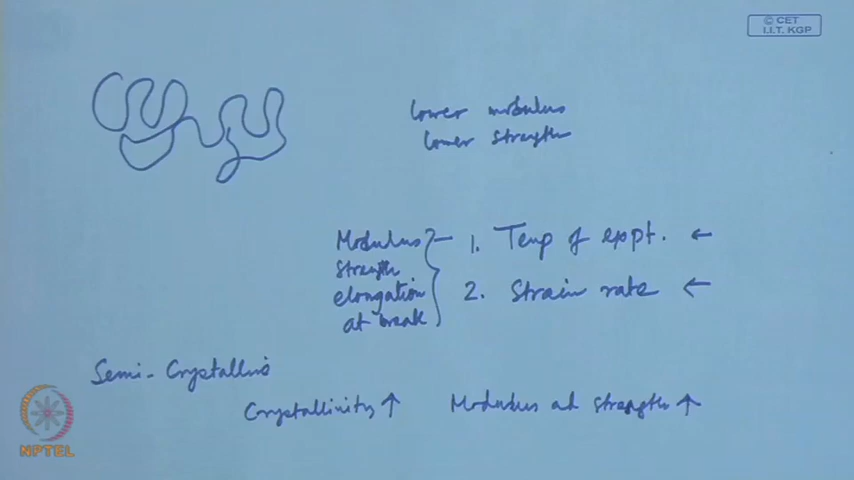 © CET
I.I.T. KGP
lower modulus
lower strength
Modulus
strength
elongation
at break
1. Temp of expt. ←
2. Strain rate ←
Semi-Crystalline
Crystallinity ↑ Modulus ad strength ↑
NPTEL